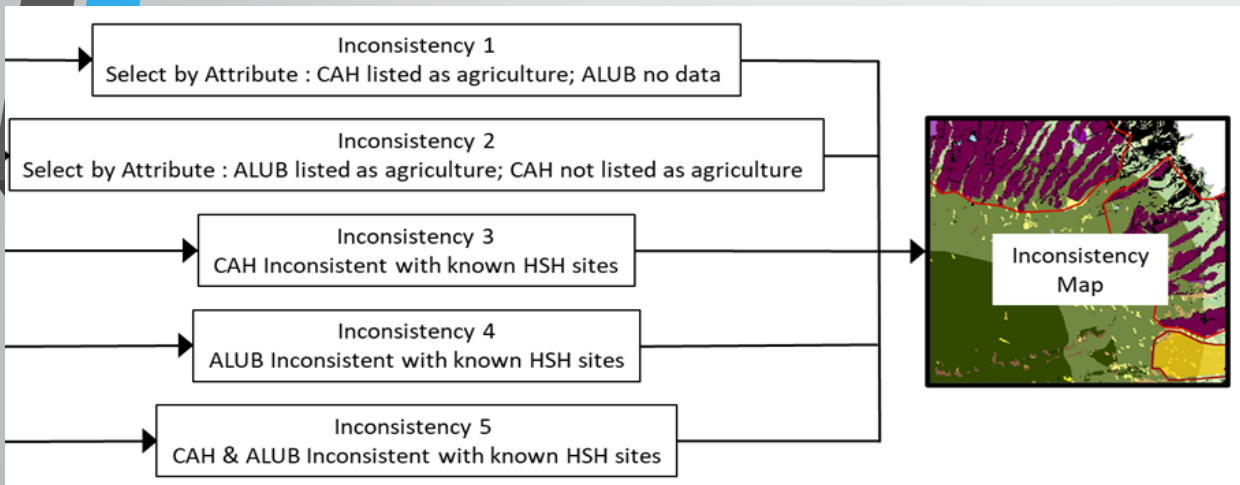 Inconsistency 1
Select by Attribute : CAH listed as agriculture; ALUB no data
Inconsistency 2
Select by Attribute : ALUB listed as agriculture; CAH not listed as agriculture
Inconsistency 3
CAH Inconsistent with known HSH sites
Inconsistency 4
ALUB Inconsistent with known HSH sites
Inconsistency 5
CAH & ALUB Inconsistent with known HSH sites
Inconsistency
Map